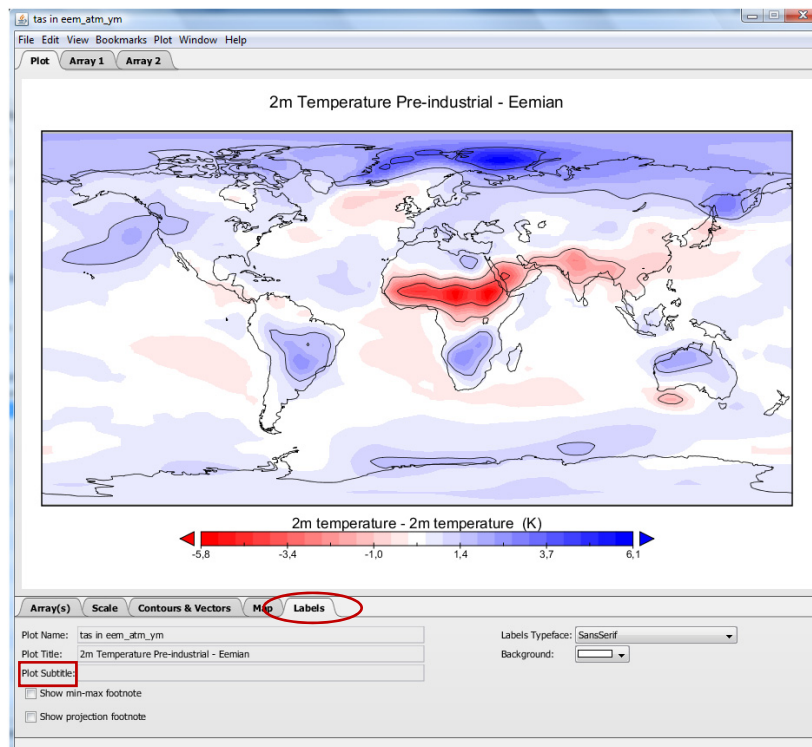 tas in eem_atm_ym
File Edit View Bookmarks Plot Window Help
Plot Array 1 Array 2
2m Temperature Pre-industrial - Eemian
2m temperature - 2m temperature (K)
-5,8 -3,4 -1,0 1,4 3,7 6,1
Array(s) Scale Contours & Vectors Map Labels
Plot Name: tas in eem_atm_ym Labels Typeface: SansSerif
Plot Title: 2m Temperature Pre-industrial - Eemian Background:
Plot Subtitle:
Show min-max footnote
Show projection footnote